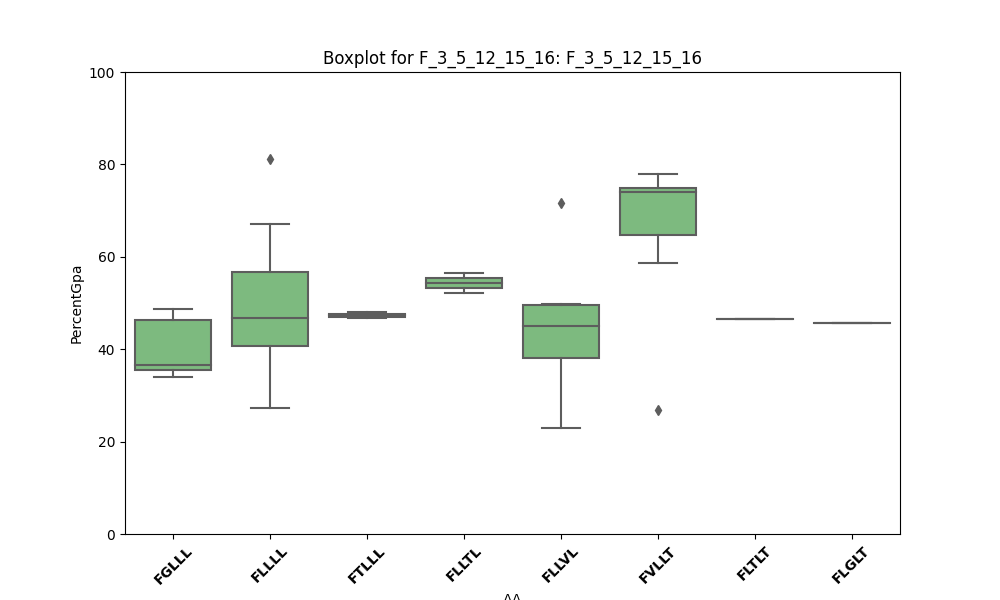 Boxplot for F_3_5_12_15_16: F_3_5_12_15_16
100
80
60
40
20
0
PercentGpa
FGLLL
FLLLL
FTLLL
FLLTL
FLLVL
FVLLT
FLTLT
FLGLT
AA